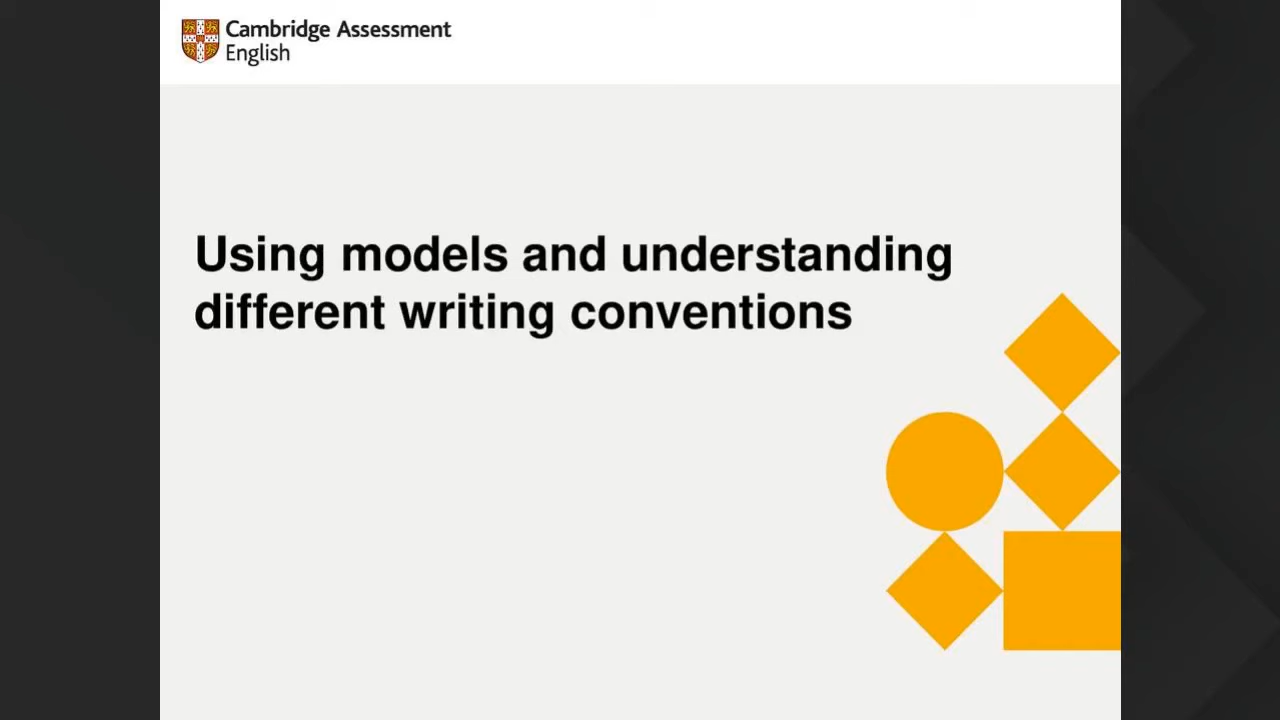 Cambridge Assessment
English
Using models and understanding
different writing conventions